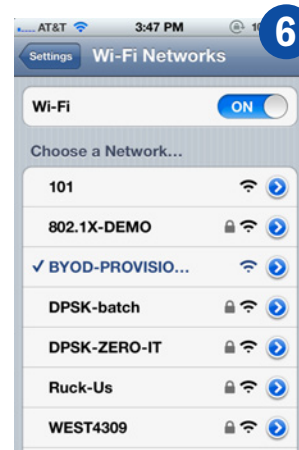 AT&T 3:47 PM
6
Settings Wi-Fi Networks
Wi-Fi ON
Choose a Network...
101
802.1X-DEMO
✓ BYOD-PROVISIO...
DPSK-batch
DPSK-ZERO-IT
Ruck-Us
WEST4309